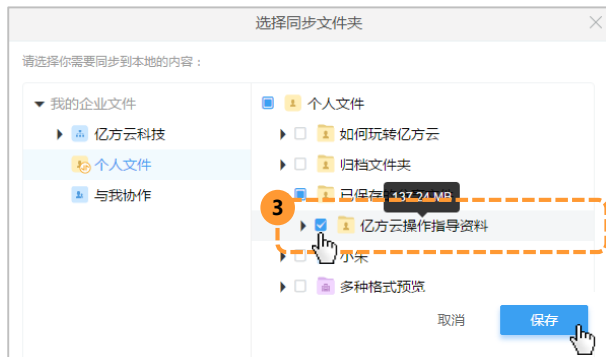 选择同步文件夹
请选择你需要同步到本地的内容：
我的企业文件
亿方云科技
个人文件
与我协作
个人文件
如何玩转亿方云
归档文件夹
已保存
137.24 MB
3
亿方云操作指导资料
小朵
多种格式预览
取消
保存